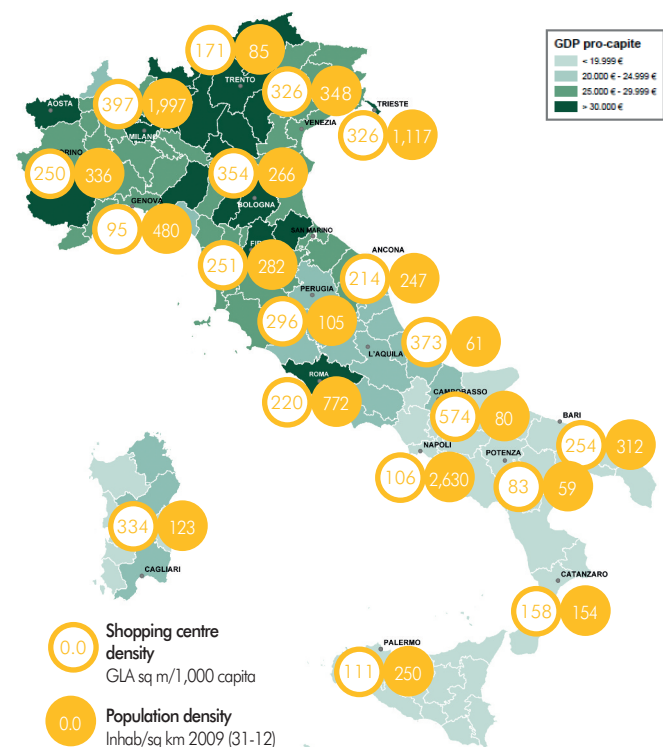 GDP pro-capite
< 19.999 €
20.000 € - 24.999 €
25.000 € - 29.999 €
> 30.000 €
171 85
TRENTO
AOSTA
397 1,997
MILANO
326 348
VENEZIA
TRIESTE
326 1,117
250 336
354 266
BOLOGNA
GENOVA
95 480
SAN MARINO
251 282
ANCONA
214 247
PERUGIA
296 105
L'AQUILA
373 61
ROMA
220 772
CAMPOBASSO
574 80
BARI
254 312
NAPOLI
106 2,630
POTENZA
83 59
334 123
CAGLIARI
CATANZARO
158 154
PALERMO
111 250
0.0
Shopping centre
density
GLA sq m/1,000 capita
0.0
Population density
Inhab/sq km 2009 (31-12)